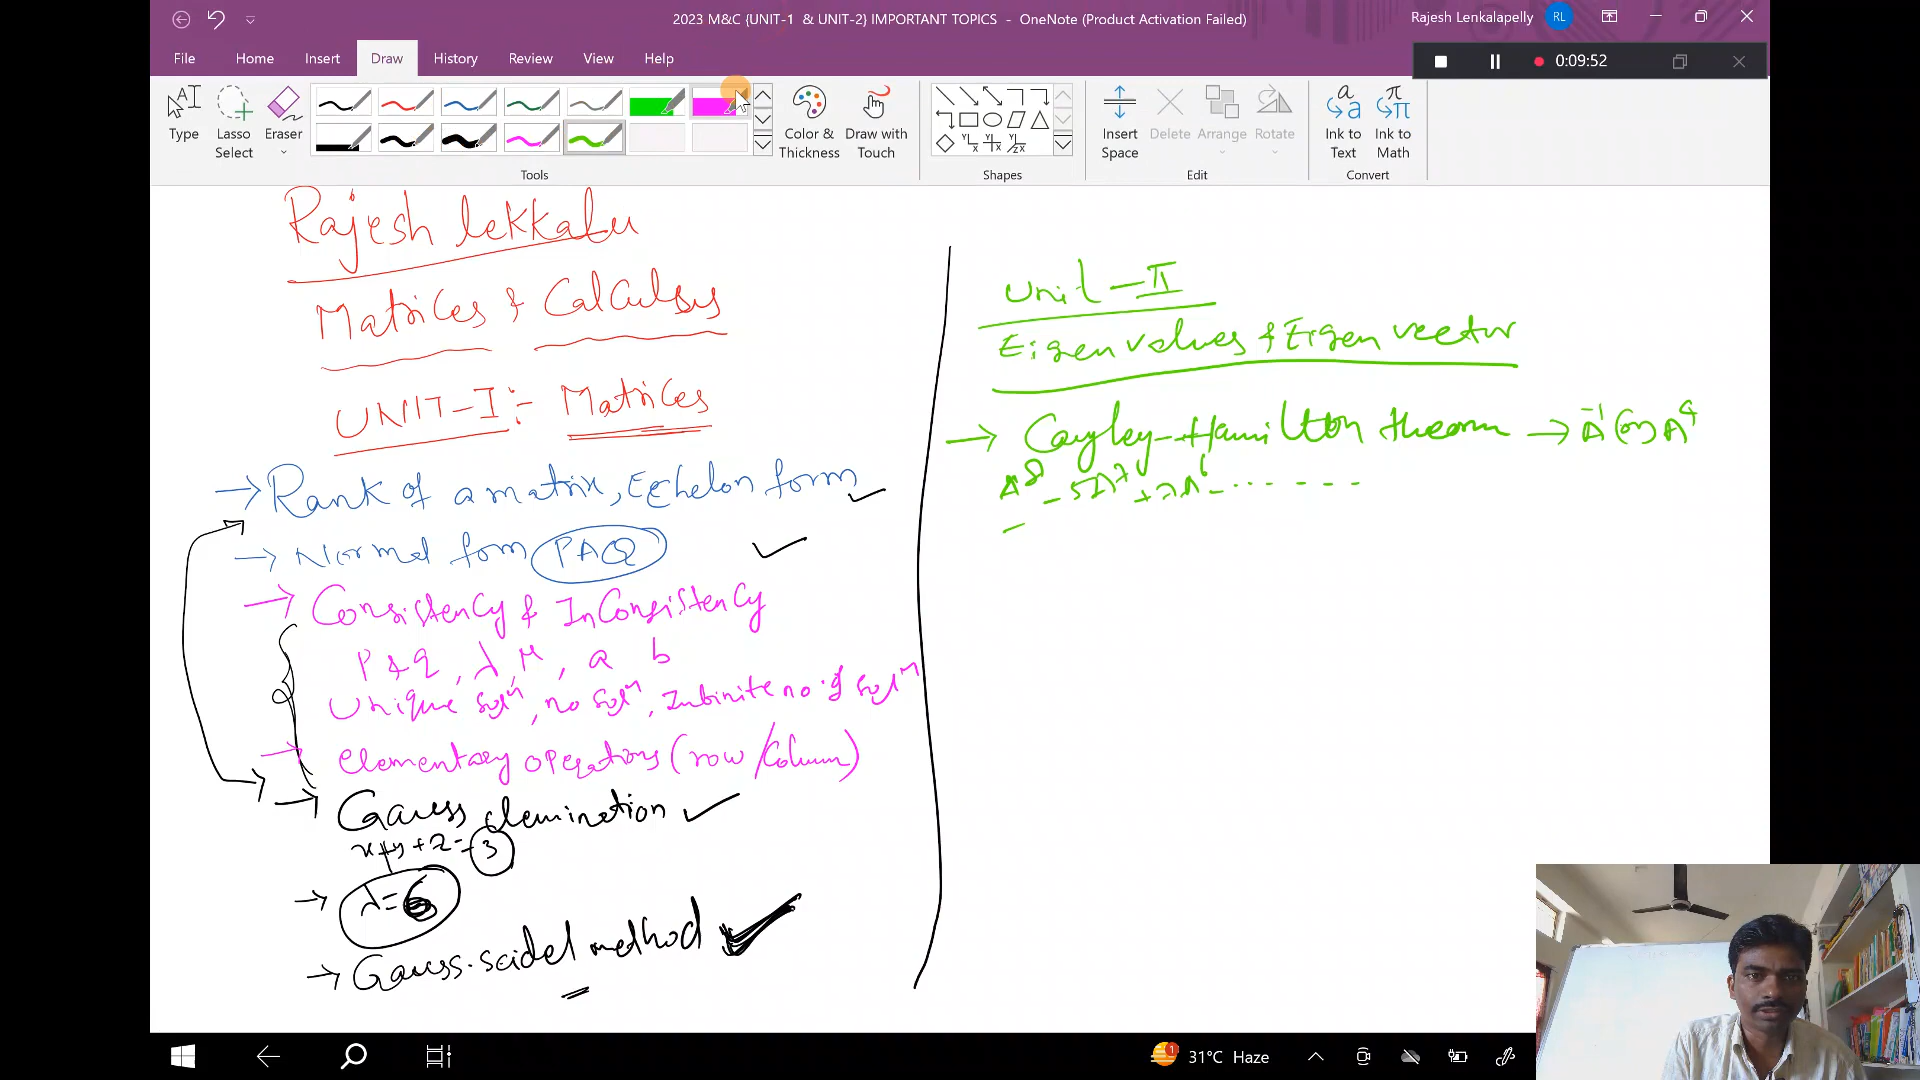 2023 M&C {UNIT-1 & UNIT-2} IMPORTANT TOPICS - OneNote (Product Activation Failed)
Rajesh Lenkalapelly
RL
File
Home
Insert
Draw
History
Review
View
Help
0:09:52
Type
Lasso Select
Eraser
Color & Thickness
Draw with Touch
Insert Space
Delete
Arrange
Rotate
Ink to Text
Ink to Math
Tools
Shapes
Edit
Convert
Rajesh lekkalu
Matrices & Calculus
UNIT-I:- Matrices
→ Rank of a matrix, Echelon form ✓
→ Normal form PAQ ✓
→ Consistency & InConsistency
P & q, λ, μ, a b
Unique solⁿ, no solⁿ, Infinite no. of solⁿ
→ elementary operations (row/Column)
→ Gauss elemination ✓
x+y+z=3
→ λ=6
→ Gauss-seidel method ✓
Unit-II
Eigen values & Eigen vector
→ Cayley-Hamilton theorem → A⁻¹ (or) A⁴
A⁸ - 5A⁷ + 7A⁶ - ........
31°C Haze